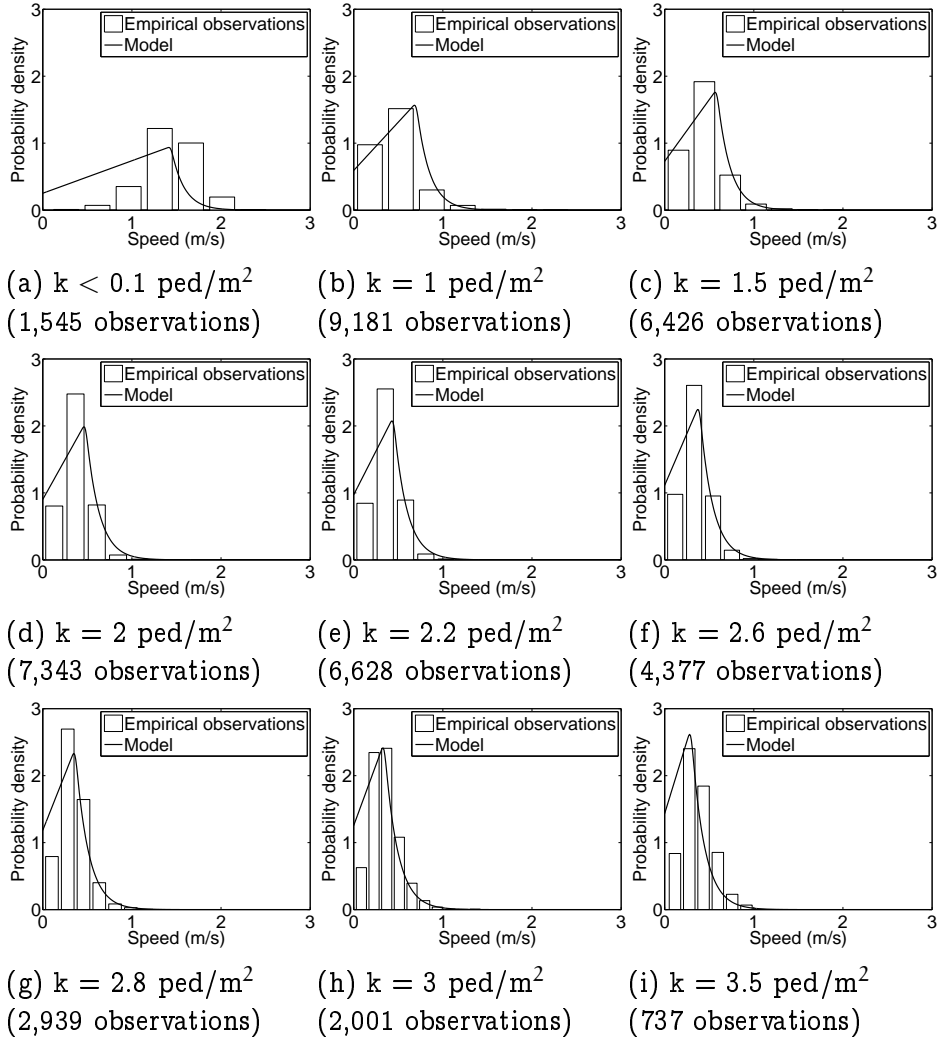 3
2
1
0
0 1 2 3
Probability density
Speed (m/s)
Empirical observations
Model
(a) k < 0.1 ped/m²
(1,545 observations)
3
2
1
0
0 1 2 3
Probability density
Speed (m/s)
Empirical observations
Model
(b) k = 1 ped/m²
(9,181 observations)
3
2
1
0
0 1 2 3
Probability density
Speed (m/s)
Empirical observations
Model
(c) k = 1.5 ped/m²
(6,426 observations)
3
2
1
0
0 1 2 3
Probability density
Speed (m/s)
Empirical observations
Model
(d) k = 2 ped/m²
(7,343 observations)
3
2
1
0
0 1 2 3
Probability density
Speed (m/s)
Empirical observations
Model
(e) k = 2.2 ped/m²
(6,628 observations)
3
2
1
0
0 1 2 3
Probability density
Speed (m/s)
Empirical observations
Model
(f) k = 2.6 ped/m²
(4,377 observations)
3
2
1
0
0 1 2 3
Probability density
Speed (m/s)
Empirical observations
Model
(g) k = 2.8 ped/m²
(2,939 observations)
3
2
1
0
0 1 2 3
Probability density
Speed (m/s)
Empirical observations
Model
(h) k = 3 ped/m²
(2,001 observations)
3
2
1
0
0 1 2 3
Probability density
Speed (m/s)
Empirical observations
Model
(i) k = 3.5 ped/m²
(737 observations)